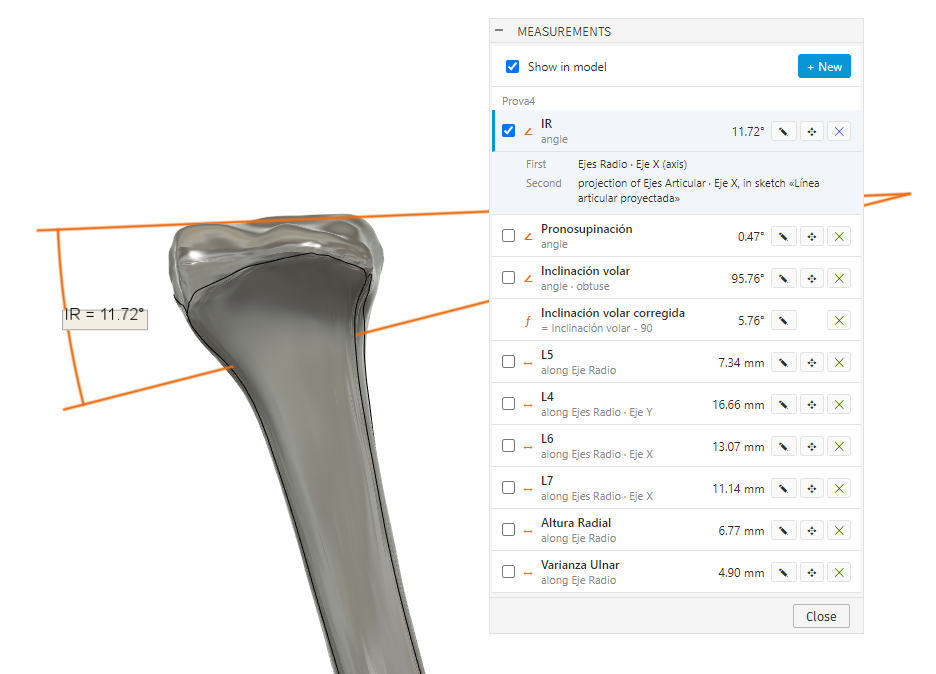 MEASUREMENTS
Show in model
+ New
Prova4
IR
11.72°
angle
First Ejes Radio · Eje X (axis)
Second projection of Ejes Articular · Eje X, in sketch «Línea
articular proyectada»
Pronosupinación
0.47°
angle
Inclinación volar
95.76°
angle · obtuse
Inclinación volar corregida
5.76°
= Inclinación volar - 90
L5
7.34 mm
along Eje Radio
L4
16.66 mm
along Ejes Radio · Eje Y
L6
13.07 mm
along Ejes Radio · Eje X
L7
11.14 mm
along Ejes Radio · Eje X
Altura Radial
6.77 mm
along Eje Radio
Varianza Ulnar
4.90 mm
along Eje Radio
Close
IR = 11.72°